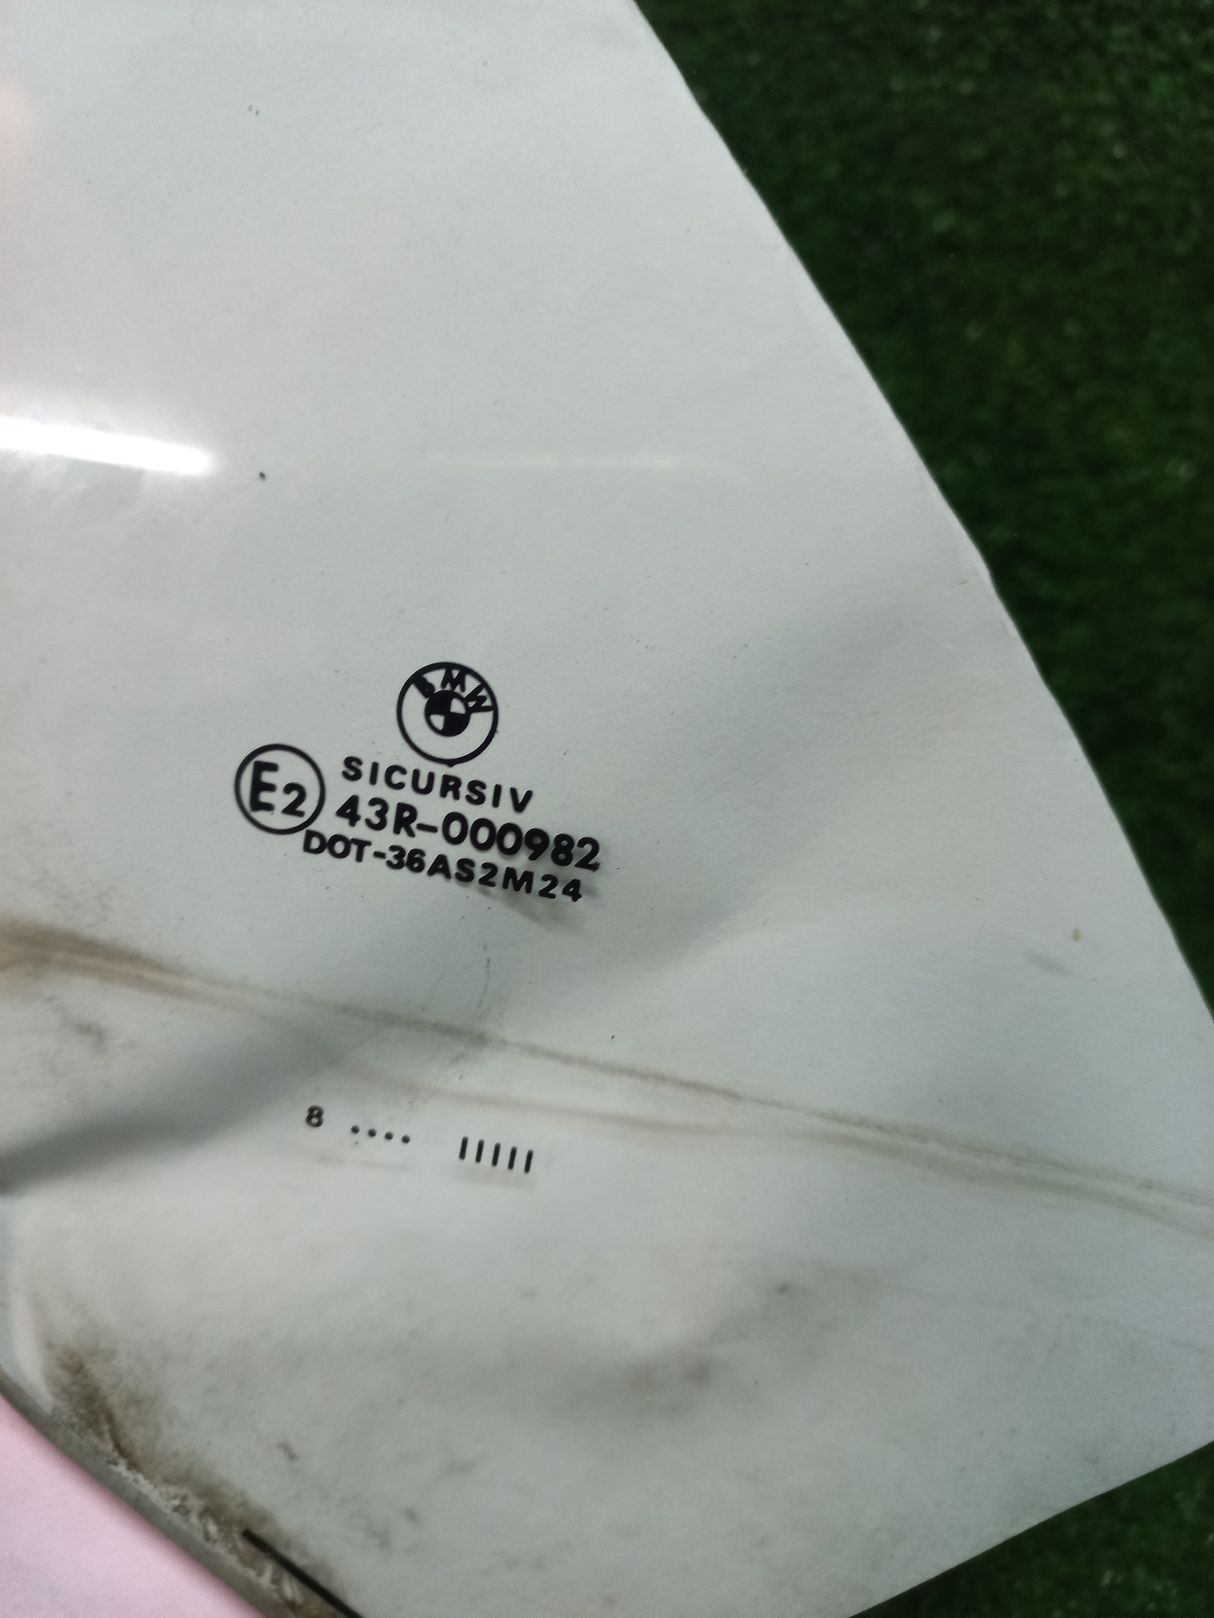 BMW
SICURSIV
E2 43R-000982
DOT-36AS2M24
8 .... IIIII